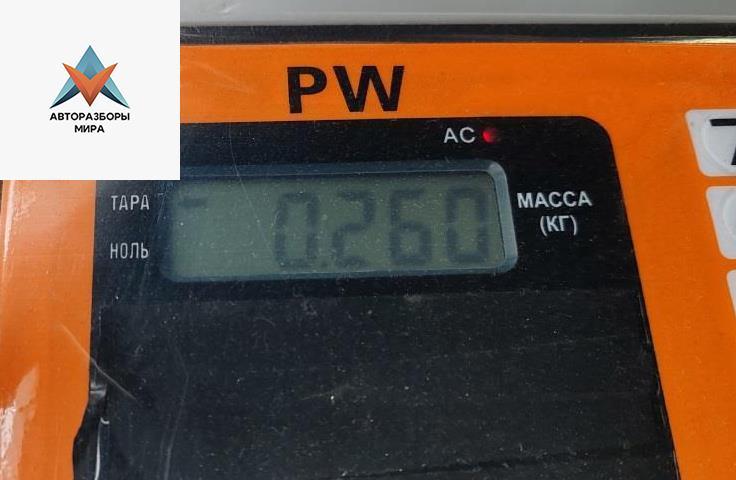 АВТОРАЗБОРЫ
МИРА
PW
AC
ТАРА
НОЛЬ
0.260
МАССА
(КГ)